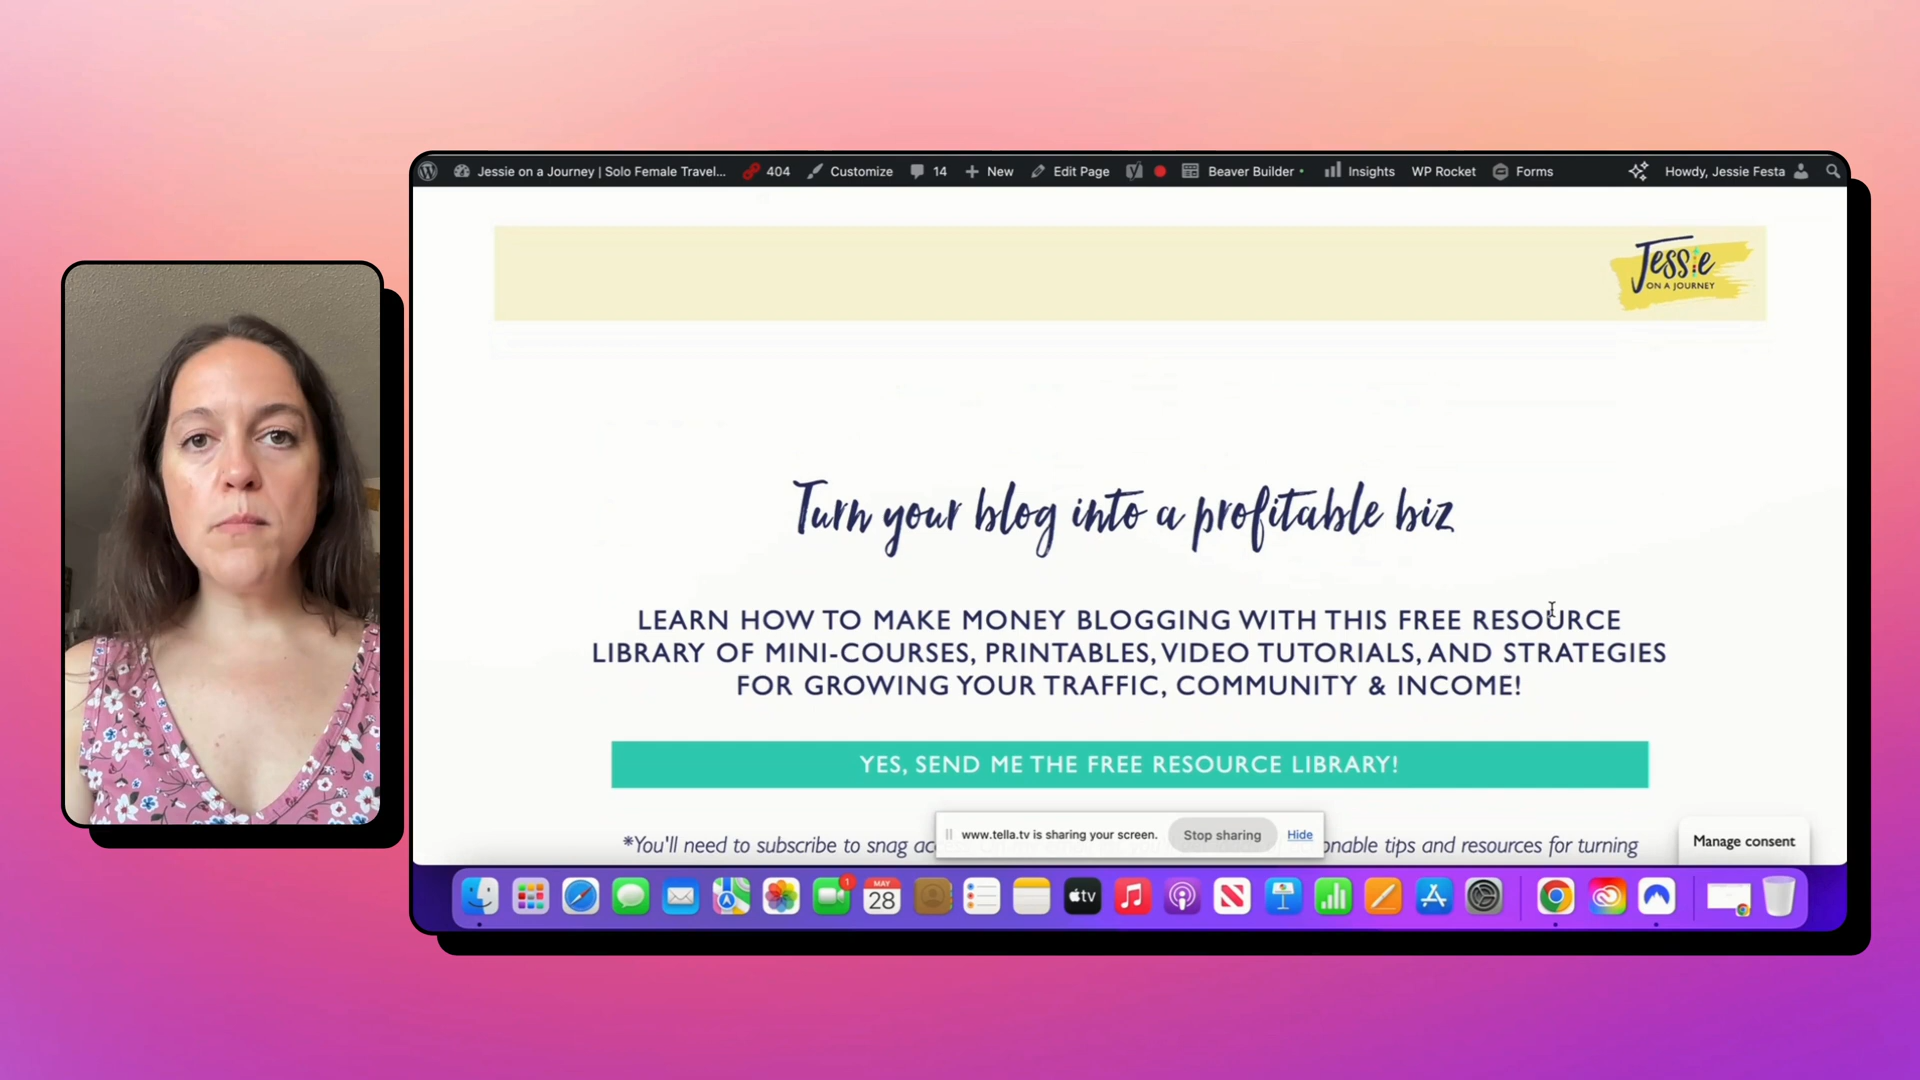 Jessie on a Journey | Solo Female Travel...
404
Customize
14
New
Edit Page
Beaver Builder
Insights
WP Rocket
Forms
Howdy, Jessie Festa
Jessie
ON A JOURNEY
Turn your blog into a profitable biz
LEARN HOW TO MAKE MONEY BLOGGING WITH THIS FREE RESOURCE
LIBRARY OF MINI-COURSES, PRINTABLES, VIDEO TUTORIALS, AND STRATEGIES
FOR GROWING YOUR TRAFFIC, COMMUNITY & INCOME!
YES, SEND ME THE FREE RESOURCE LIBRARY!
*You'll need to subscribe to snag
tips and resources for turning
www.tella.tv is sharing your screen.
Stop sharing
Hide
Manage consent
1
MAY
28
tv